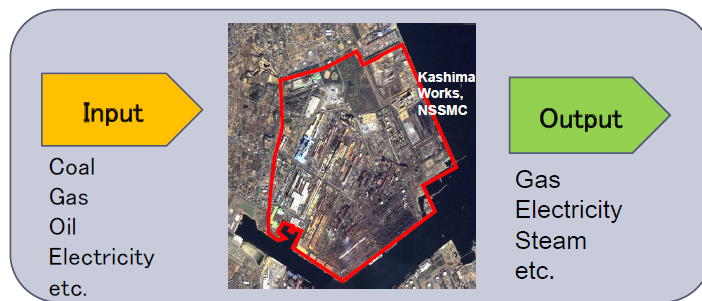 Input
Coal
Gas
Oil
Electricity
etc.
Kashima
Works,
NSSMC
Output
Gas
Electricity
Steam
etc.